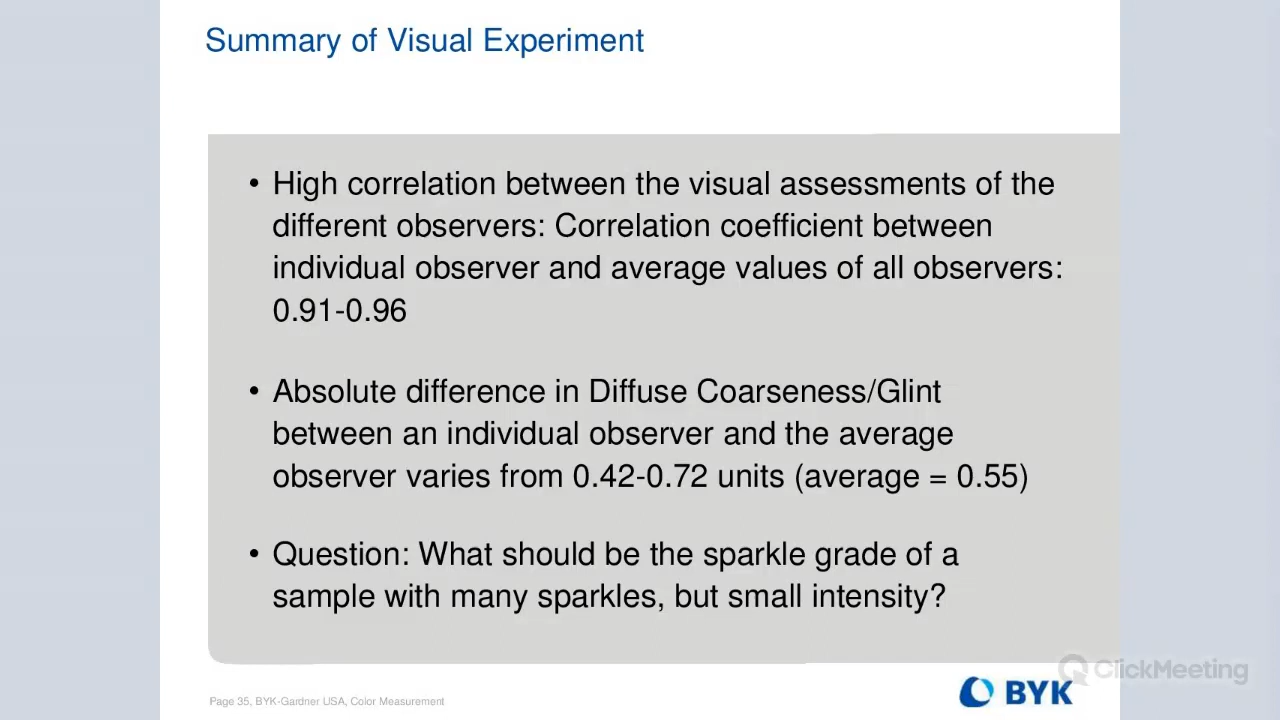 Summary of Visual Experiment
• High correlation between the visual assessments of the
different observers: Correlation coefficient between
individual observer and average values of all observers:
0.91-0.96
• Absolute difference in Diffuse Coarseness/Glint
between an individual observer and the average
observer varies from 0.42-0.72 units (average = 0.55)
• Question: What should be the sparkle grade of a
sample with many sparkles, but small intensity?
ClickMeeting
Page 35, BYK-Gardner USA, Color Measurement
BYK